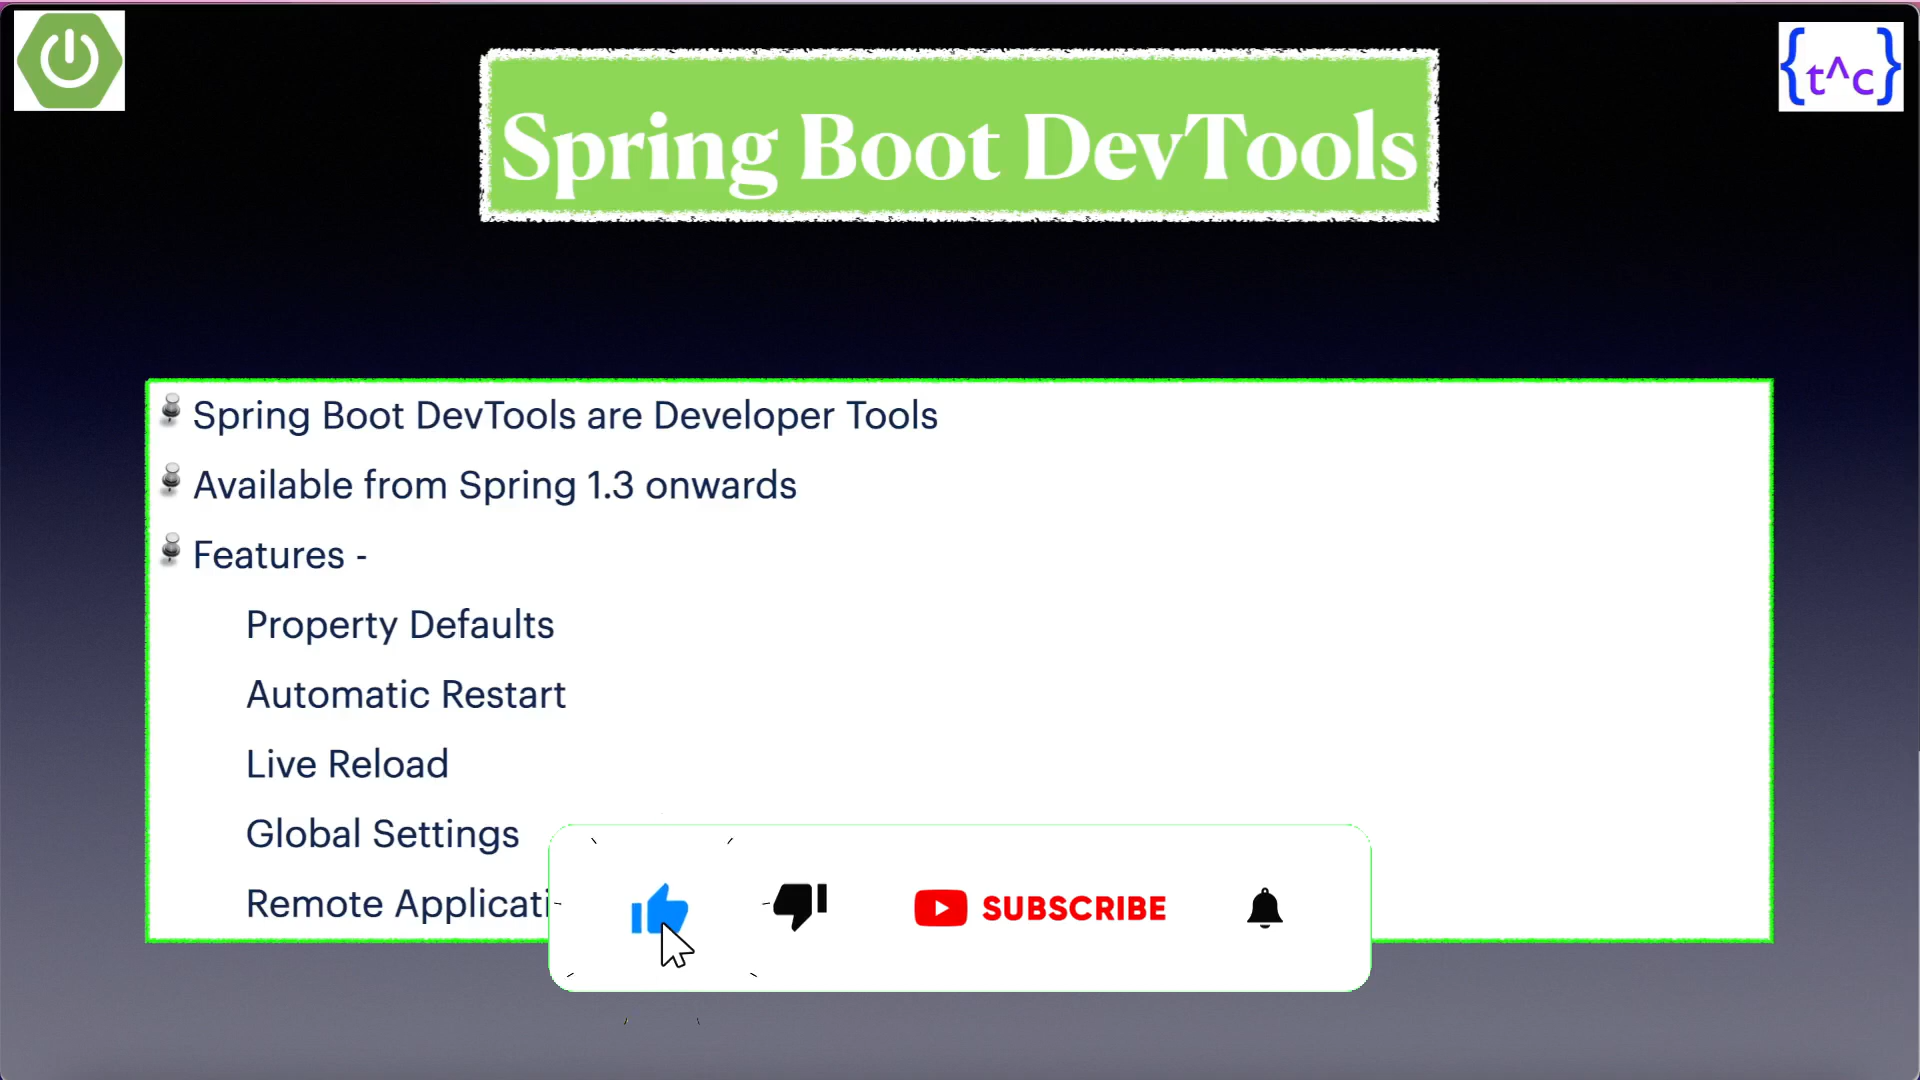 {t^c}
Spring Boot DevTools
Spring Boot DevTools are Developer Tools
Available from Spring 1.3 onwards
Features -
Property Defaults
Automatic Restart
Live Reload
Global Settings
Remote
SUBSCRIBE